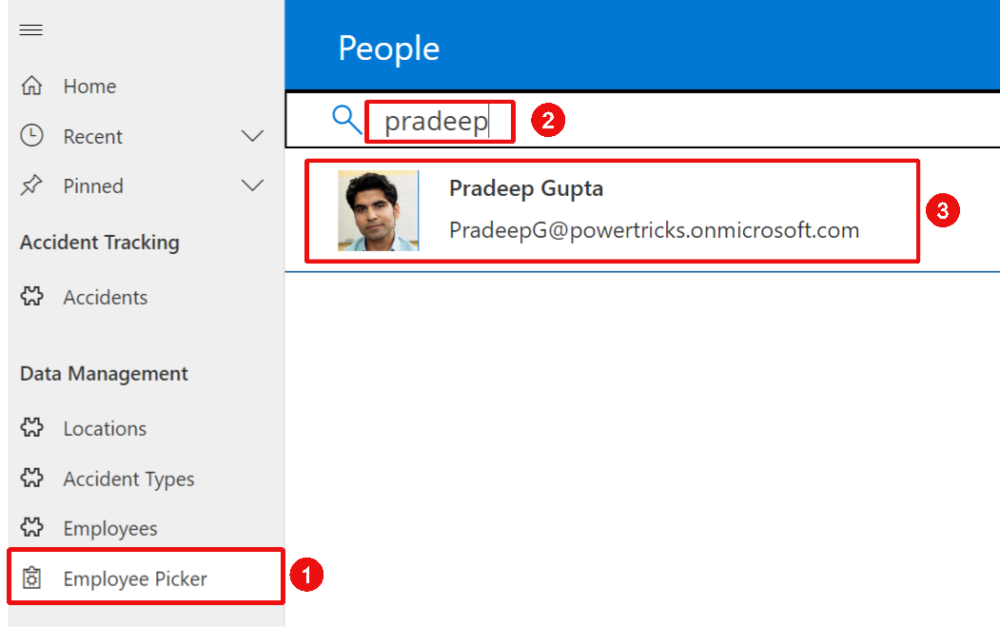 People
Home
pradeep
2
Recent
Pinned
Pradeep Gupta
PradeepG@powertricks.onmicrosoft.com
3
Accident Tracking
Accidents
Data Management
Locations
Accident Types
Employees
Employee Picker
1